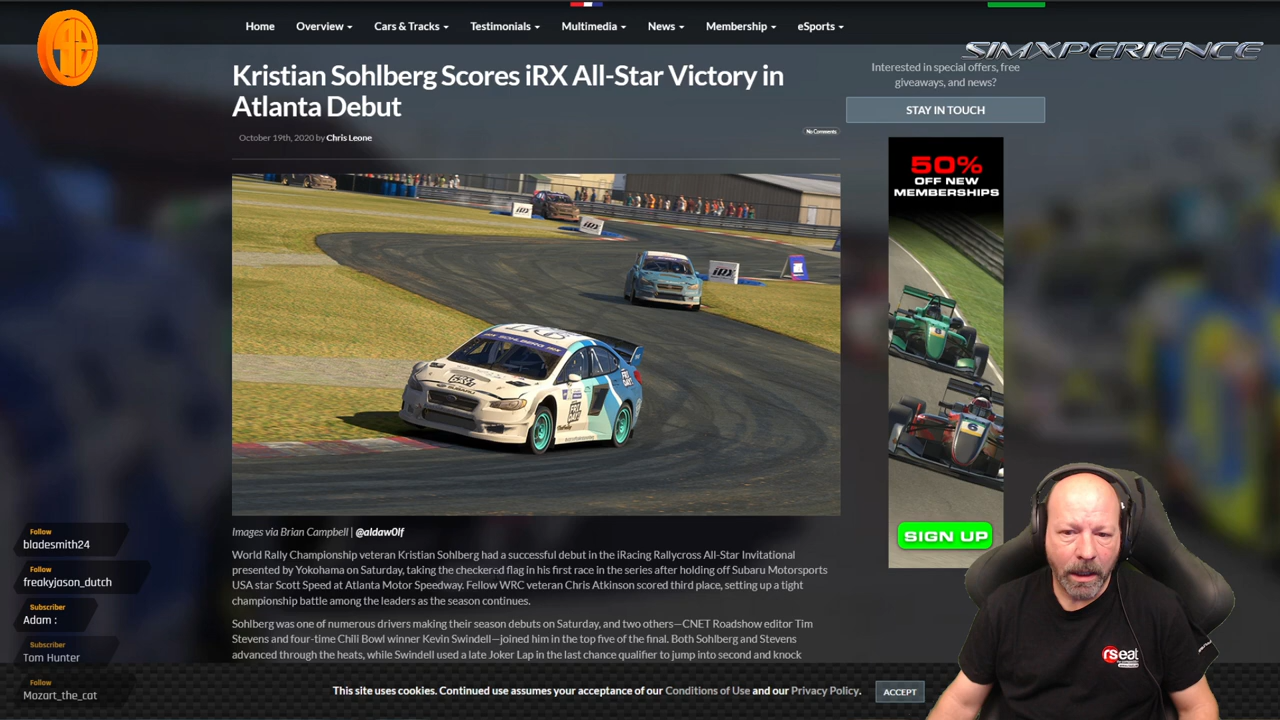 Home Overview Cars & Tracks Testimonials Multimedia News Membership eSports
SIMXPERIENCE
Kristian Sohlberg Scores iRX All-Star Victory in
Atlanta Debut
October 19th, 2020 by Chris Leone
No Comments
Interested in special offers, free
giveaways, and news?
STAY IN TOUCH
50%
OFF NEW
MEMBERSHIPS
6
SIGN UP
iRX
iRX
iRX
SUBARU
Images via Brian Campbell | @aldaw0lf
World Rally Championship veteran Kristian Sohlberg had a successful debut in the iRacing Rallycross All-Star Invitational
presented by Yokohama on Saturday, taking the checkered flag in his first race in the series after holding off Subaru Motorsports
USA star Scott Speed at Atlanta Motor Speedway. Fellow WRC veteran Chris Atkinson scored third place, setting up a tight
championship battle among the leaders as the season continues.
Sohlberg was one of numerous drivers making their season debuts on Saturday, and two others—CNET Roadshow editor Tim
Stevens and four-time Chili Bowl winner Kevin Swindell—joined him in the top five of the final. Both Sohlberg and Stevens
advanced through the heats, while Swindell used a late Joker Lap in the last chance qualifier to jump into second and knock
Follow
bladesmith24
Follow
freakyjason_dutch
Subscriber
Adam :
Subscriber
Tom Hunter
Follow
Mozart_the_cat
This site uses cookies. Continued use assumes your acceptance of our Conditions of Use and our Privacy Policy.
ACCEPT
rseat